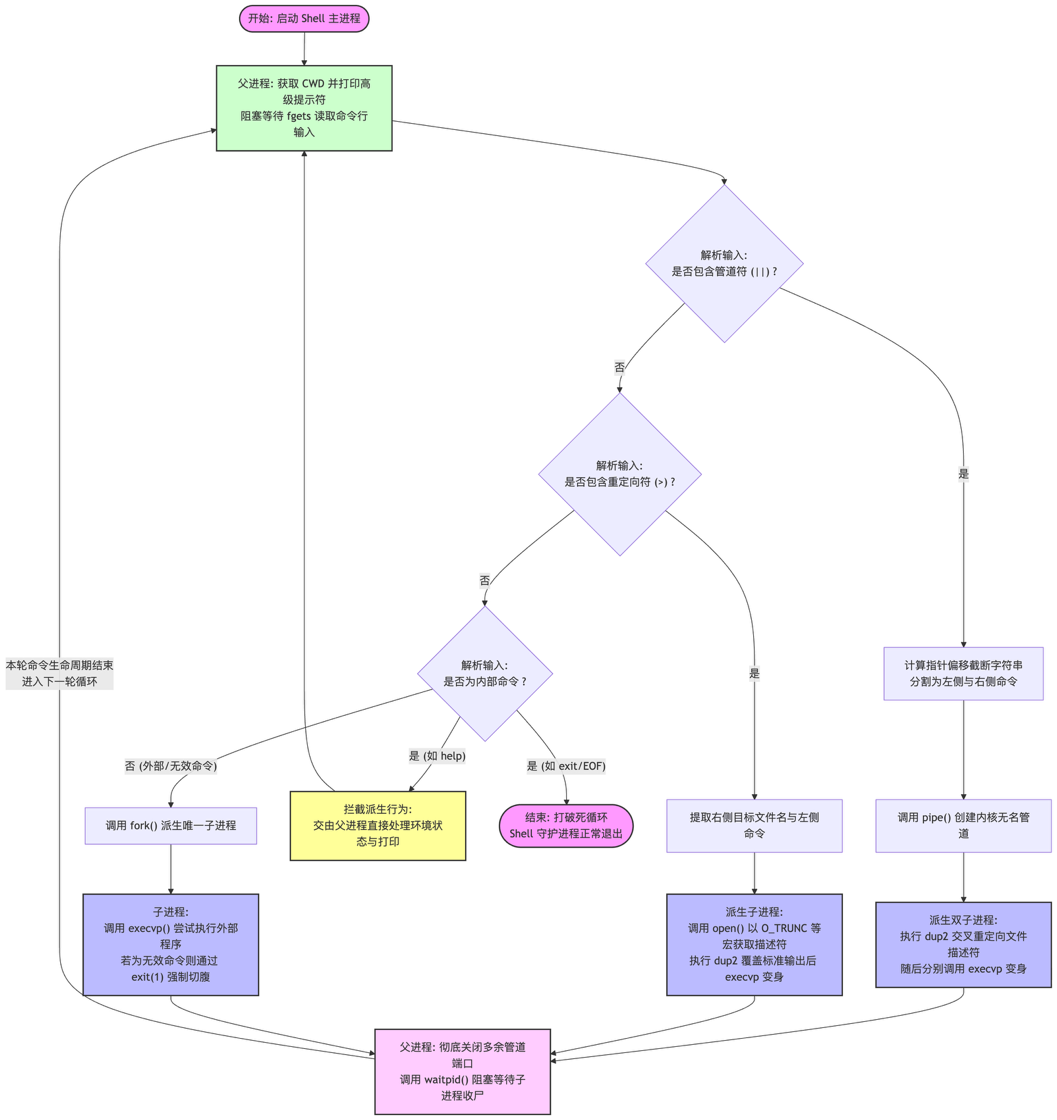 开始: 启动 Shell 主进程
父进程: 获取 CWD 并打印高
级提示符
阻塞等待 fgets 读取命令行
输入
解析输入:
是否包含管道符 (||) ?
否
是
解析输入:
是否包含重定向符 (>) ?
否
是
解析输入:
是否为内部命令 ?
本轮命令生命周期结束
进入下一轮循环
计算指针偏移截断字符串
分割为左侧与右侧命令
否 (外部/无效命令)
是 (如 help)
是 (如 exit/EOF)
调用 fork() 派生唯一子进程
拦截派生行为:
交由父进程直接处理环境状
态与打印
结束: 打破死循环
Shell 守护进程正常退出
提取右侧目标文件名与左侧
命令
调用 pipe() 创建内核无名管
道
子进程:
调用 execvp() 尝试执行外部
程序
若为无效命令则通过
exit(1) 强制切腹
派生子进程:
调用 open() 以 O_TRUNC 等
宏获取描述符
执行 dup2 覆盖标准输出后
execvp 变身
派生双子进程:
执行 dup2 交叉重定向文件
描述符
随后分别调用 execvp 变身
父进程: 彻底关闭多余管道
端口
调用 waitpid() 阻塞等待子
进程收尸